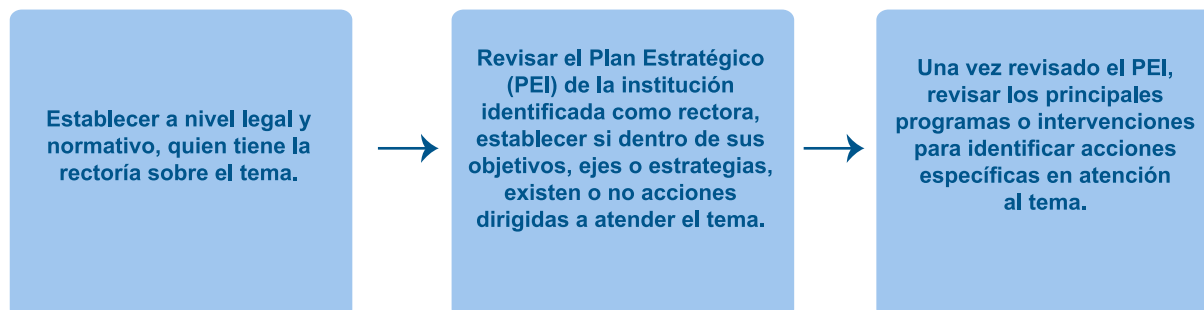 Establecer a nivel legal y
normativo, quien tiene la
rectoría sobre el tema.
Revisar el Plan Estratégico
(PEI) de la institución
identificada como rectora,
establecer si dentro de sus
objetivos, ejes o estrategias,
existen o no acciones
dirigidas a atender el tema.
Una vez revisado el PEI,
revisar los principales
programas o intervenciones
para identificar acciones
específicas en atención
al tema.